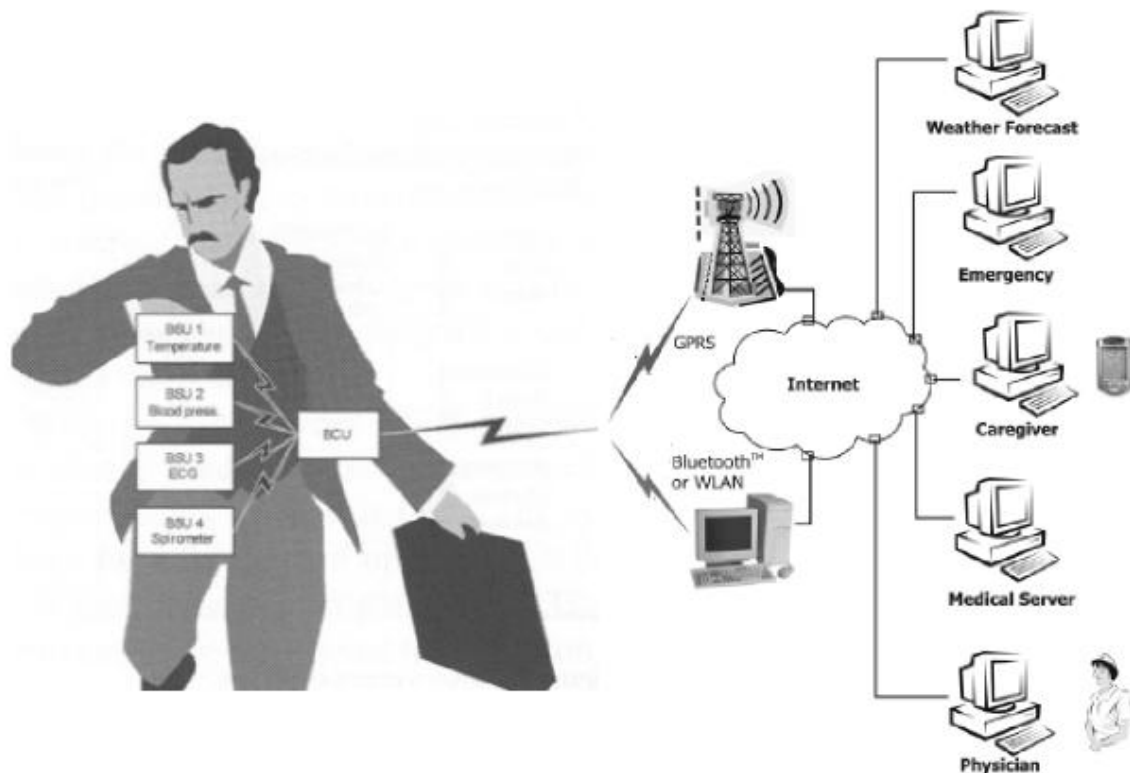 BSU 1
Temperature
BSU 2
Blood press.
BSU 3
ECG
BSU 4
Spirometer
BCU
GPRS
Bluetooth™
or WLAN
Internet
Weather Forecast
Emergency
Caregiver
Medical Server
Physician